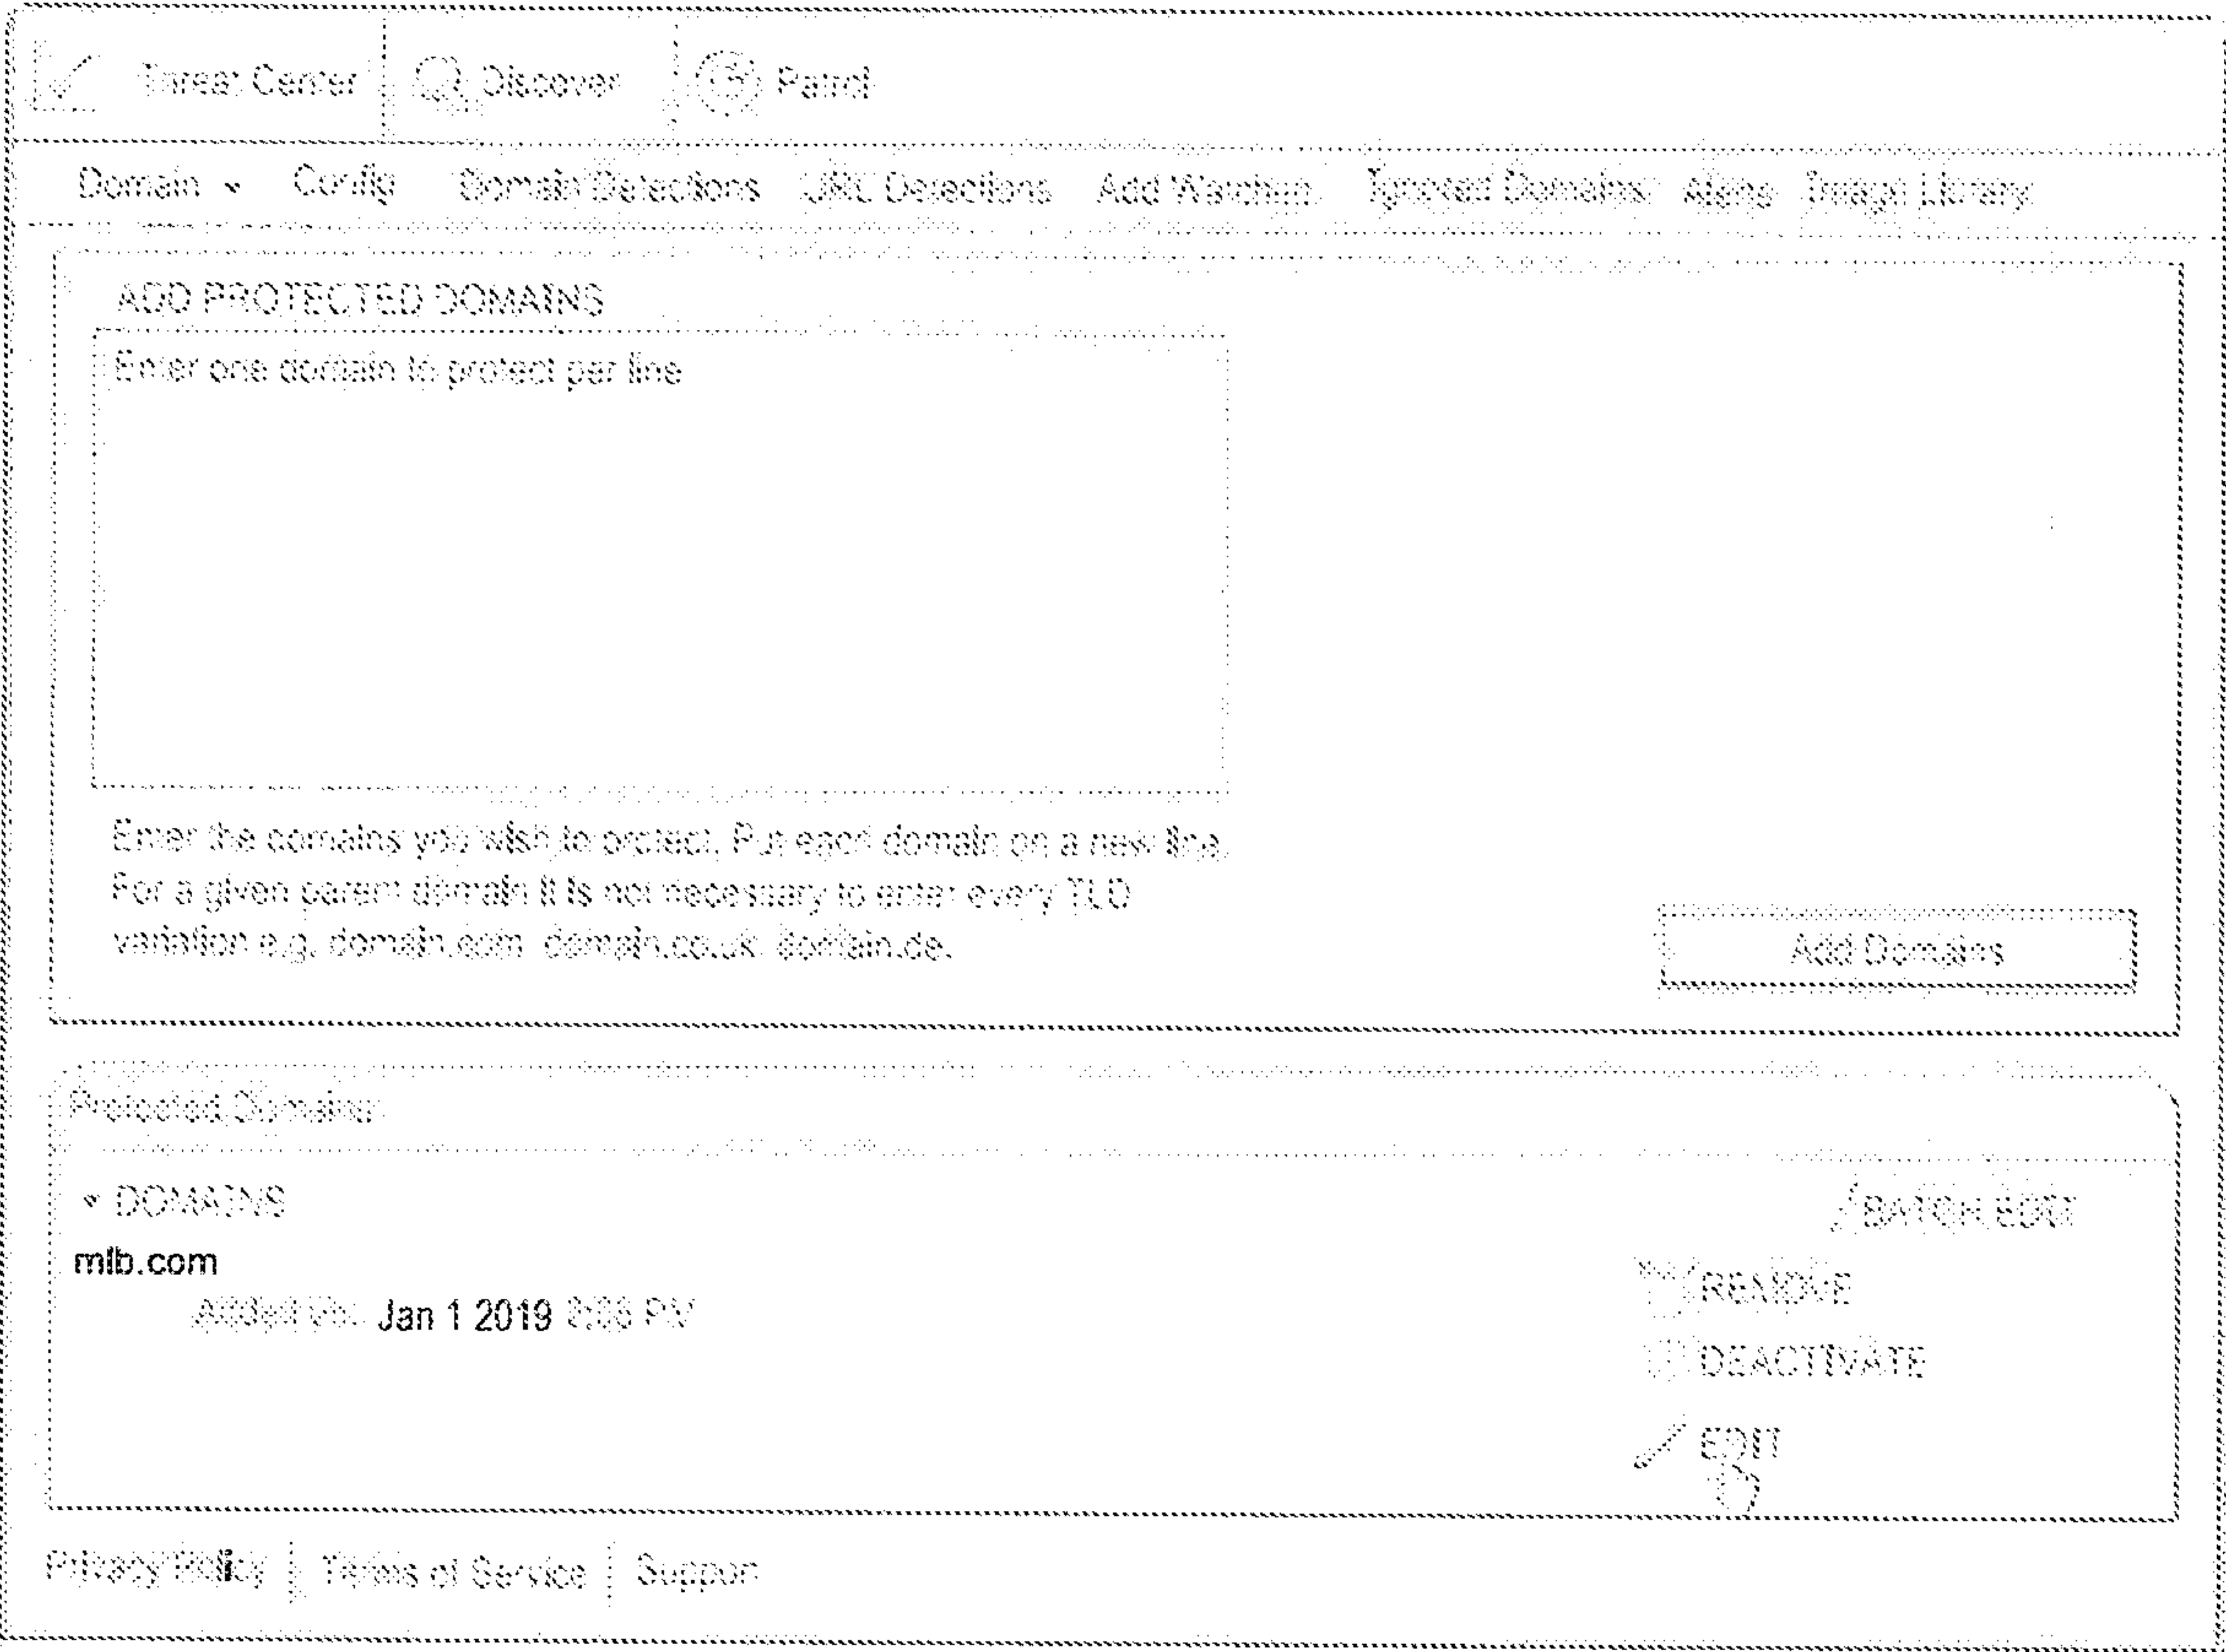 Threat Center Discover Patrol
Domain Config Domain Detections URL Detections Add Watchlist Ignored Domains Image Library
ADD PROTECTED DOMAINS
Enter one domain to protect per line
Enter the domains you wish to protect. Put each domain on a new line.
For a given parent domain it is not necessary to enter every TLD
variation e.g. domain.com domain.co.uk domain.de.
Add Domains
Protected Domains
DOMAINS
BATCH EDIT
mlb.com
REMOVE
Jan 1 2019 PM
DEACTIVATE
EDIT
Privacy Policy Terms of Service Support